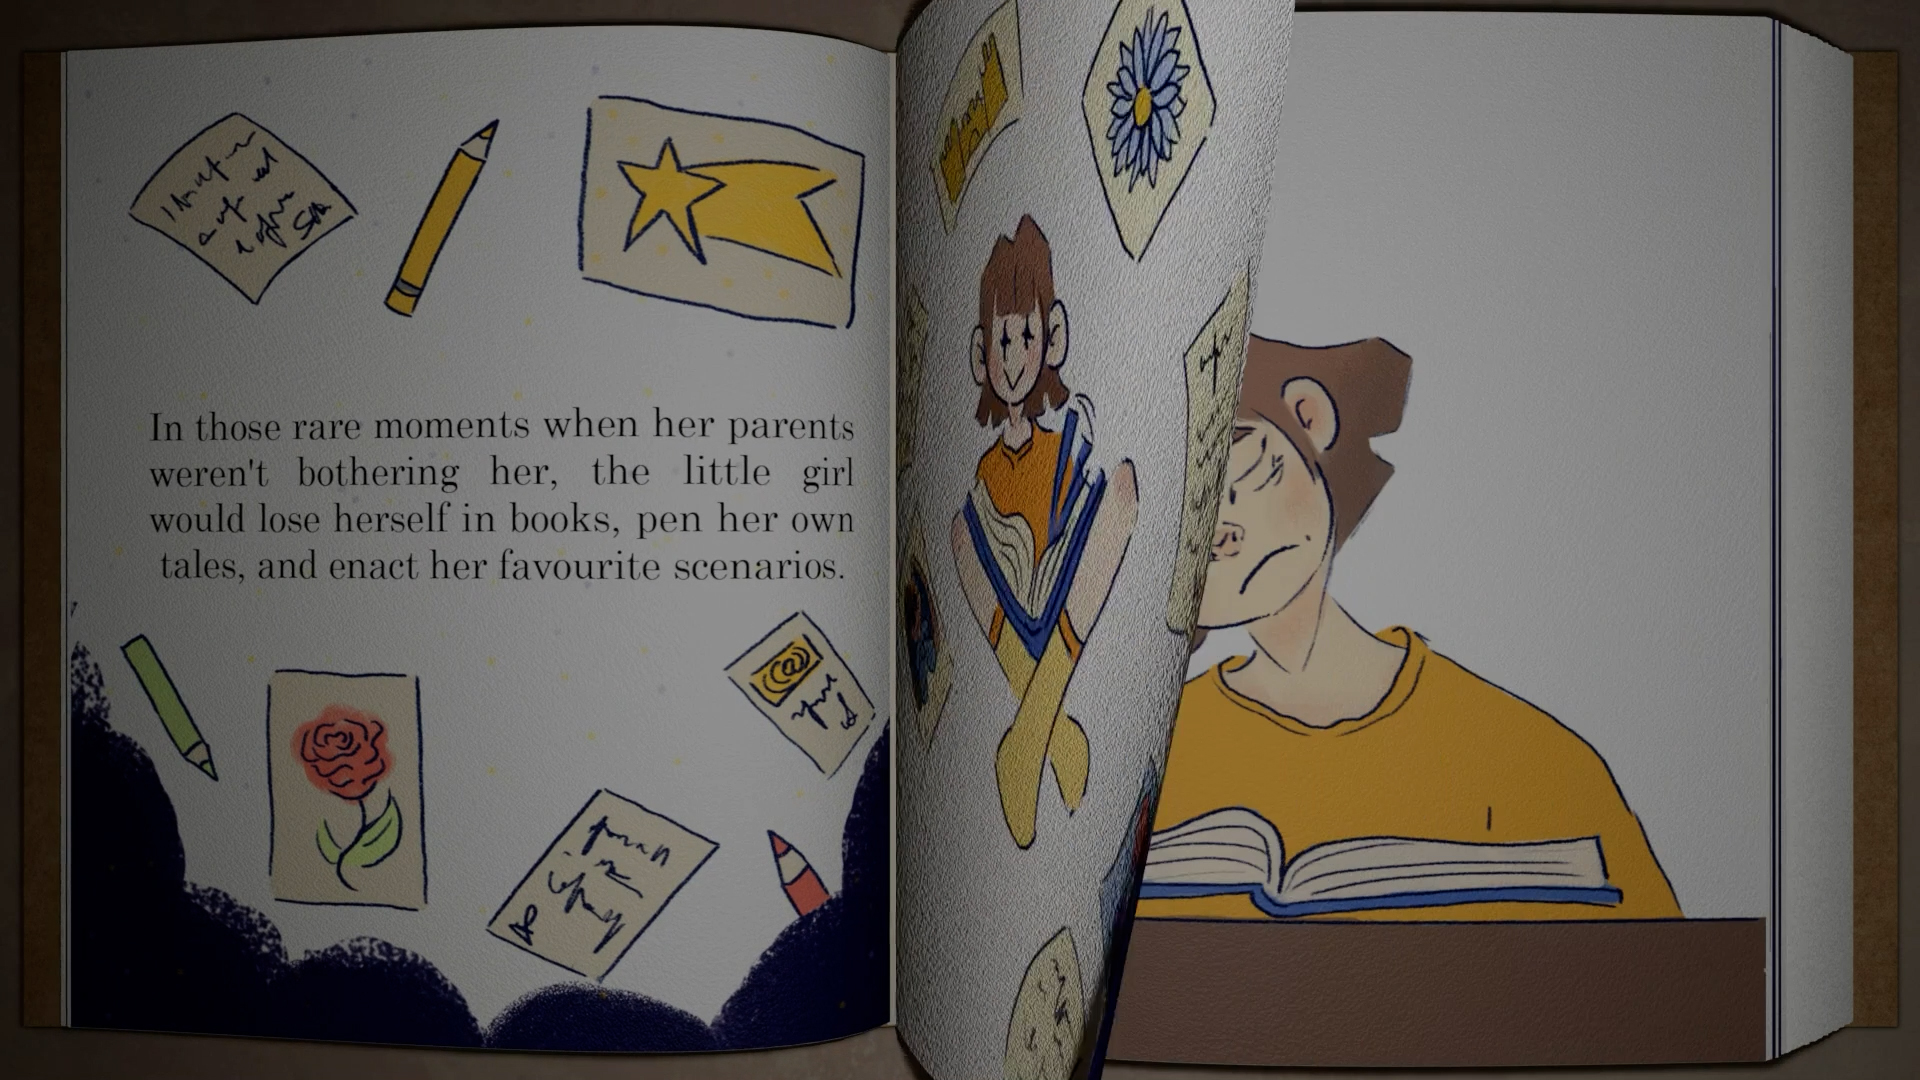 In those rare moments when her parents
weren't bothering her, the little girl
would lose herself in books, pen her own
tales, and enact her favourite scenarios.